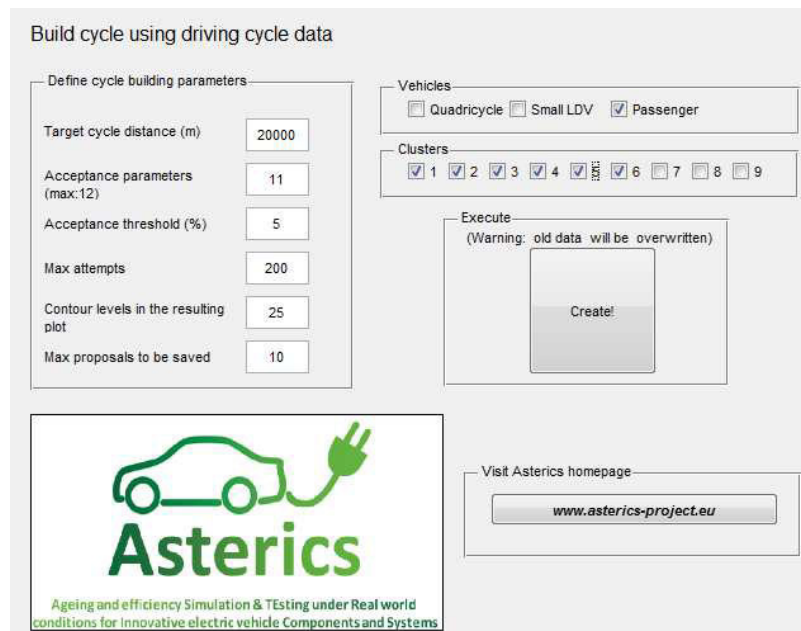 Build cycle using driving cycle data
Define cycle building parameters
Target cycle distance (m)
20000
Acceptance parameters
(max:12)
11
Acceptance threshold (%)
5
Max attempts
200
Contour levels in the resulting
plot
25
Max proposals to be saved
10
Vehicles
Quadricycle Small LDV Passenger
Clusters
1 2 3 4 5 6 7 8 9
Execute
(Warning: old data will be overwritten)
Create!
Asterics
Ageing and efficiency Simulation & TEsting under Real world
conditions for Innovative electric vehicle Components and Systems
Visit Asterics homepage
www.asterics-project.eu